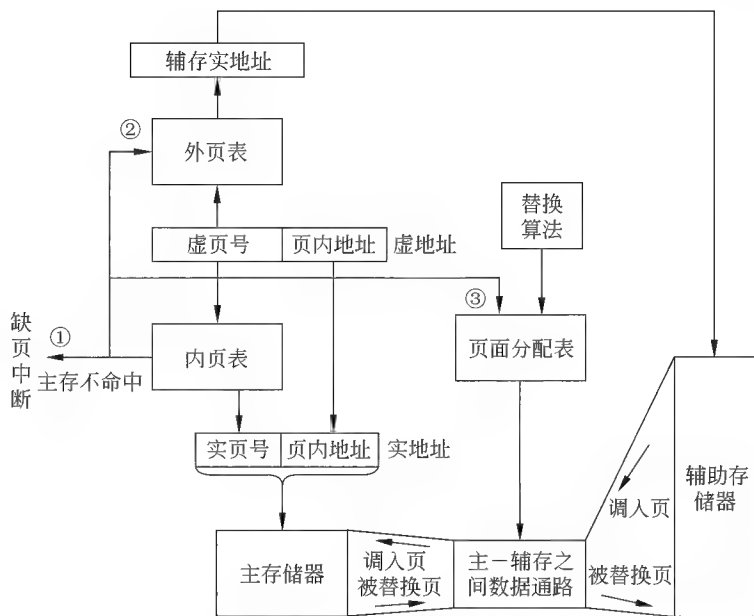 辅存实地址
②
外页表
替换
算法
虚页号 页内地址 虚地址
③
缺页中断
①
主存不命中
内页表
页面分配表
实页号 页内地址 实地址
辅助存
储器
调入页
主存储器
调入页
被替换页
主－辅存之
间数据通路
被替换页